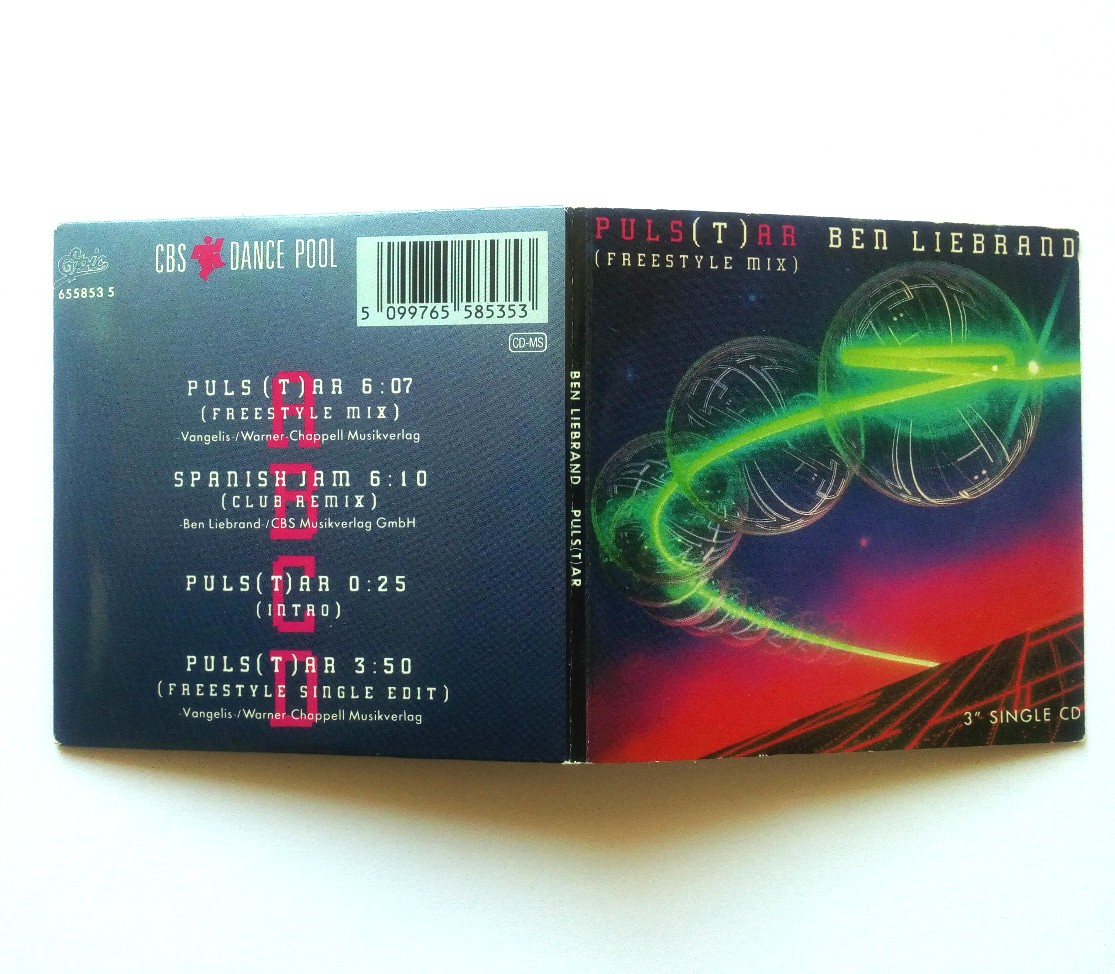 Epic
655853 5
CBS DANCE POOL
5 099765 585353
CD-MS
PULS(T)AR 6:07
(FREESTYLE MIX)
-Vangelis-/Warner-Chappell Musikverlag
SPANISH JAM 6:10
(CLUB REMIX)
-Ben Liebrand-/CBS Musikverlag GmbH
PULS(T)AR 0:25
(INTRO)
PULS(T)AR 3:50
(FREESTYLE SINGLE EDIT)
-Vangelis-/Warner-Chappell Musikverlag
BEN LIEBRAND PULS(T)AR
PULS(T)AR BEN LIEBRAND
(FREESTYLE MIX)
3" SINGLE CD